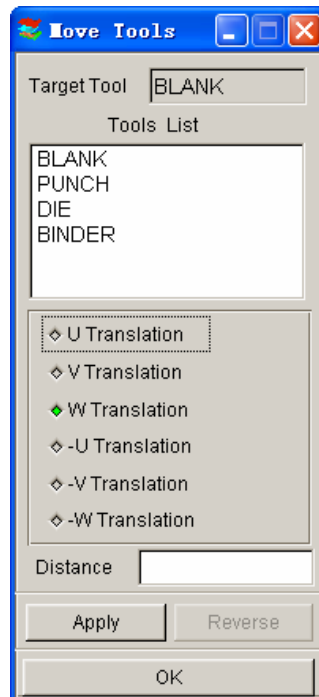 Move Tools
Target Tool BLANK
Tools List
BLANK
PUNCH
DIE
BINDER
U Translation
V Translation
W Translation
-U Translation
-V Translation
-W Translation
Distance
Apply Reverse
OK